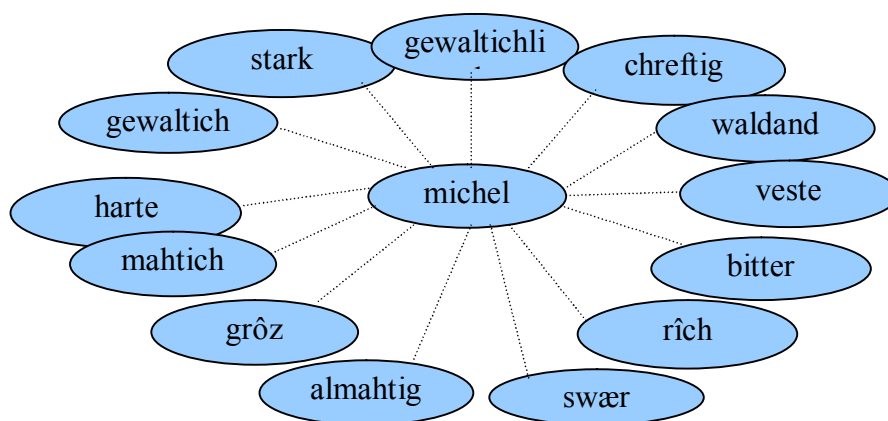 gewaltichli
stark
chreftig
gewaltich
waldand
michel
veste
harte
mahtich
bitter
grôz
rîch
almahtig
swær